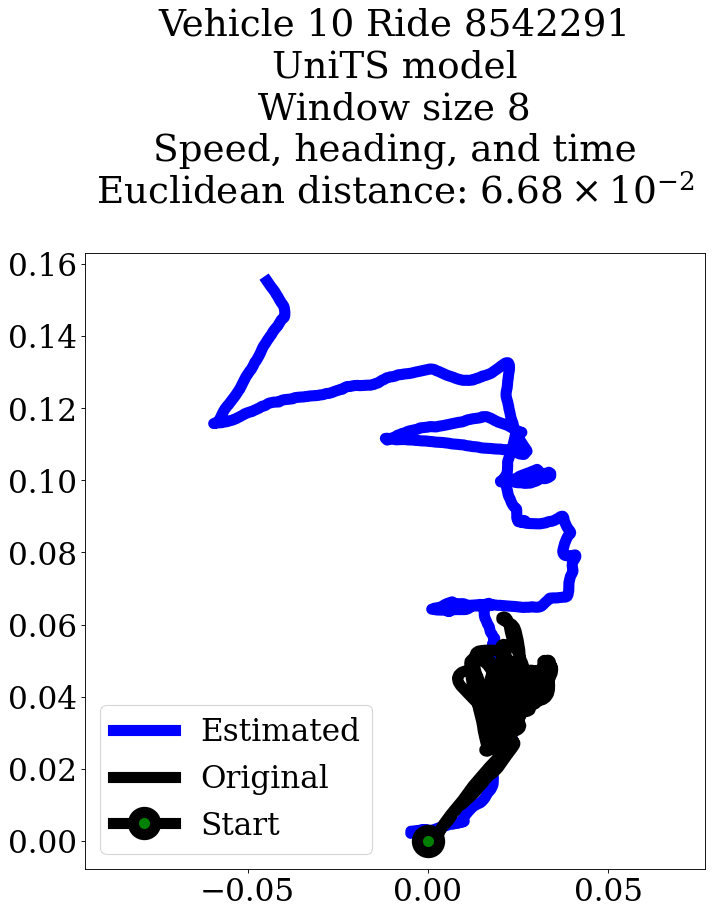 Vehicle 10 Ride 8542291
UniTS model
Window size 8
Speed, heading, and time
Euclidean distance: 6.68 × 10⁻²
0.16
0.14
0.12
0.10
0.08
0.06
0.04
0.02
0.00
Estimated
Original
Start
−0.05
0.00
0.05